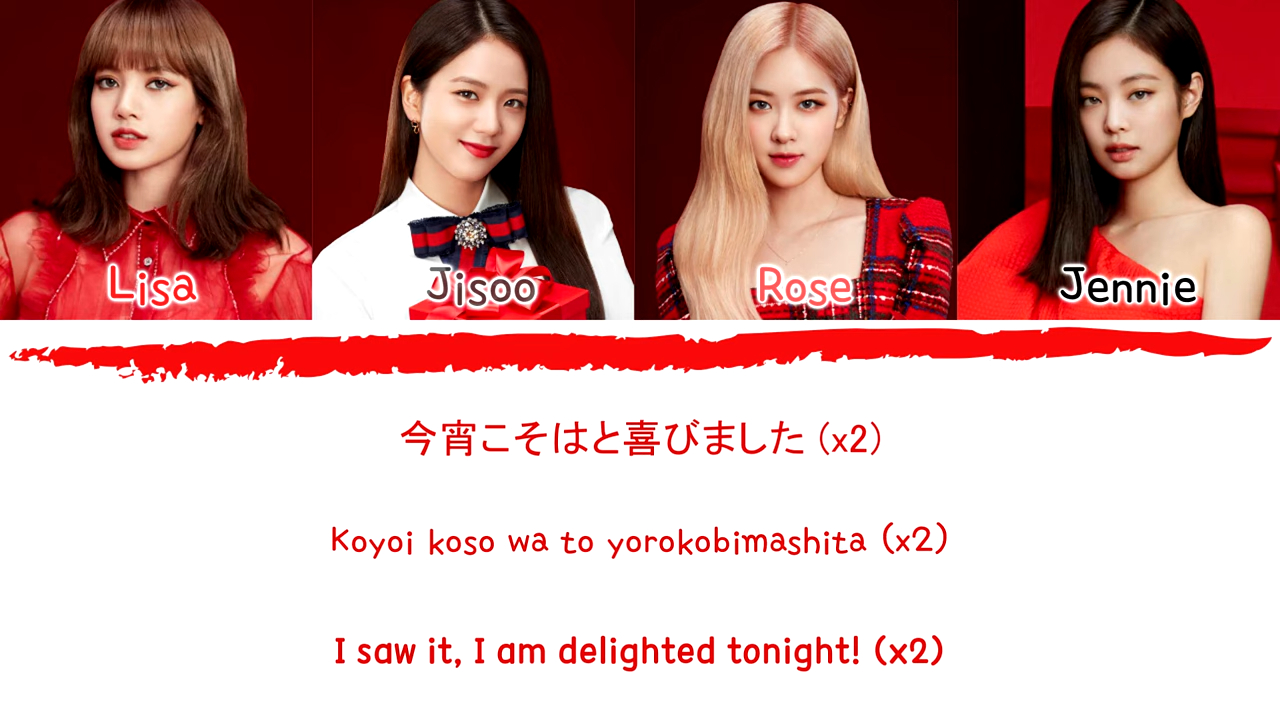 Lisa
Jisoo
Rose
Jennie
今宵こそはと喜びました (x2)
Koyoi koso wa to yorokobimashita (x2)
I saw it, I am delighted tonight! (x2)